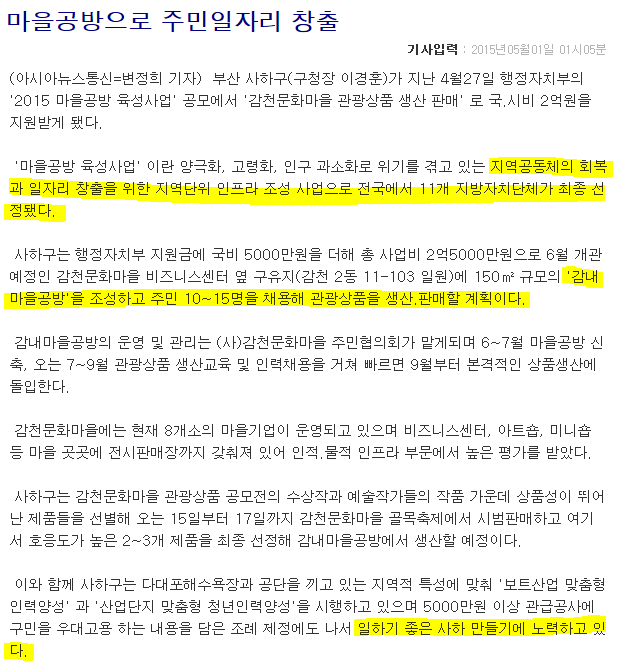 마을공방으로 주민일자리 창출
기사입력 : 2015년05월01일 01시05분
(아시아뉴스통신=변정희 기자) 부산 사하구(구청장 이경훈)가 지난 4월27일 행정자치부의
'2015 마을공방 육성사업' 공모에서 '감천문화마을 관광상품 생산 판매' 로 국.시비 2억원을
지원받게 됐다.
'마을공방 육성사업' 이란 양극화, 고령화, 인구 과소화로 위기를 겪고 있는 지역공동체의 회복
과 일자리 창출을 위한 지역단위 인프라 조성 사업으로 전국에서 11개 지방자치단체가 최종 선
정됐다.
사하구는 행정자치부 지원금에 국비 5000만원을 더해 총 사업비 2억5000만원으로 6월 개관
예정인 감천문화마을 비즈니스센터 옆 구유지(감천 2동 11-103 일원)에 150㎡ 규모의 '감내
마을공방'을 조성하고 주민 10~15명을 채용해 관광상품을 생산.판매할 계획이다.
감내마을공방의 운영 및 관리는 (사)감천문화마을 주민협의회가 맡게되며 6~7월 마을공방 신
축, 오는 7~9월 관광상품 생산교육 및 인력채용을 거쳐 빠르면 9월부터 본격적인 상품생산에
돌입한다.
감천문화마을에는 현재 8개소의 마을기업이 운영되고 있으며 비즈니스센터, 아트숍, 미니숍
등 마을 곳곳에 전시판매장까지 갖춰져 있어 인적.물적 인프라 부문에서 높은 평가를 받았다.
사하구는 감천문화마을 관광상품 공모전의 수상작과 예술작가들의 작품 가운데 상품성이 뛰어
난 제품들을 선별해 오는 15일부터 17일까지 감천문화마을 골목축제에서 시범판매하고 여기
서 호응도가 높은 2~3개 제품을 최종 선정해 감내마을공방에서 생산할 예정이다.
이와 함께 사하구는 다대포해수욕장과 공단을 끼고 있는 지역적 특성에 맞춰 '보트산업 맞춤형
인력양성' 과 '산업단지 맞춤형 청년인력양성'을 시행하고 있으며 5000만원 이상 관급공사에
구민을 우대고용 하는 내용을 담은 조례 제정에도 나서 일하기 좋은 사하 만들기에 노력하고 있
다.